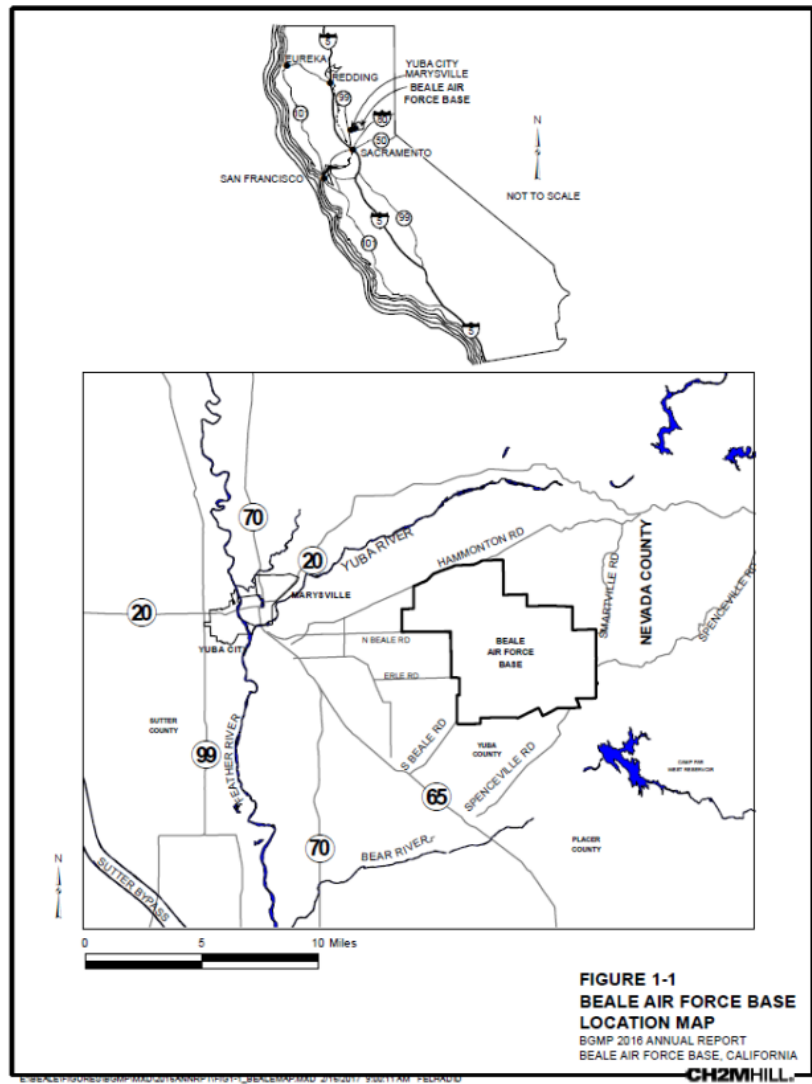 5
EUREKA
REDDING
YUBA CITY
MARYSVILLE
BEALE AIR
FORCE BASE
99
101
80
50
SACRAMENTO
SAN FRANCISCO
N
NOT TO SCALE
5
99
101
5
70
20
YUBA RIVER
HAMMONTON RD
20
MARYSVILLE
YUBA CITY
N BEALE RD
BEALE
AIR FORCE
BASE
SMARTVILLE RD
NEVADA COUNTY
SPENCEVILLE RD
ERLE RD
SUTTER
COUNTY
99
FEATHER RIVER
S BEALE RD
YUBA
COUNTY
SPENCEVILLE RD
CAMP FAR
WEST RESERVOIR
65
70
BEAR RIVER
PLACER
COUNTY
N
SUTTER BYPASS
0 5 10 Miles
FIGURE 1-1
BEALE AIR FORCE BASE
LOCATION MAP
BGMP 2016 ANNUAL REPORT
BEALE AIR FORCE BASE, CALIFORNIA
CH2MHILL